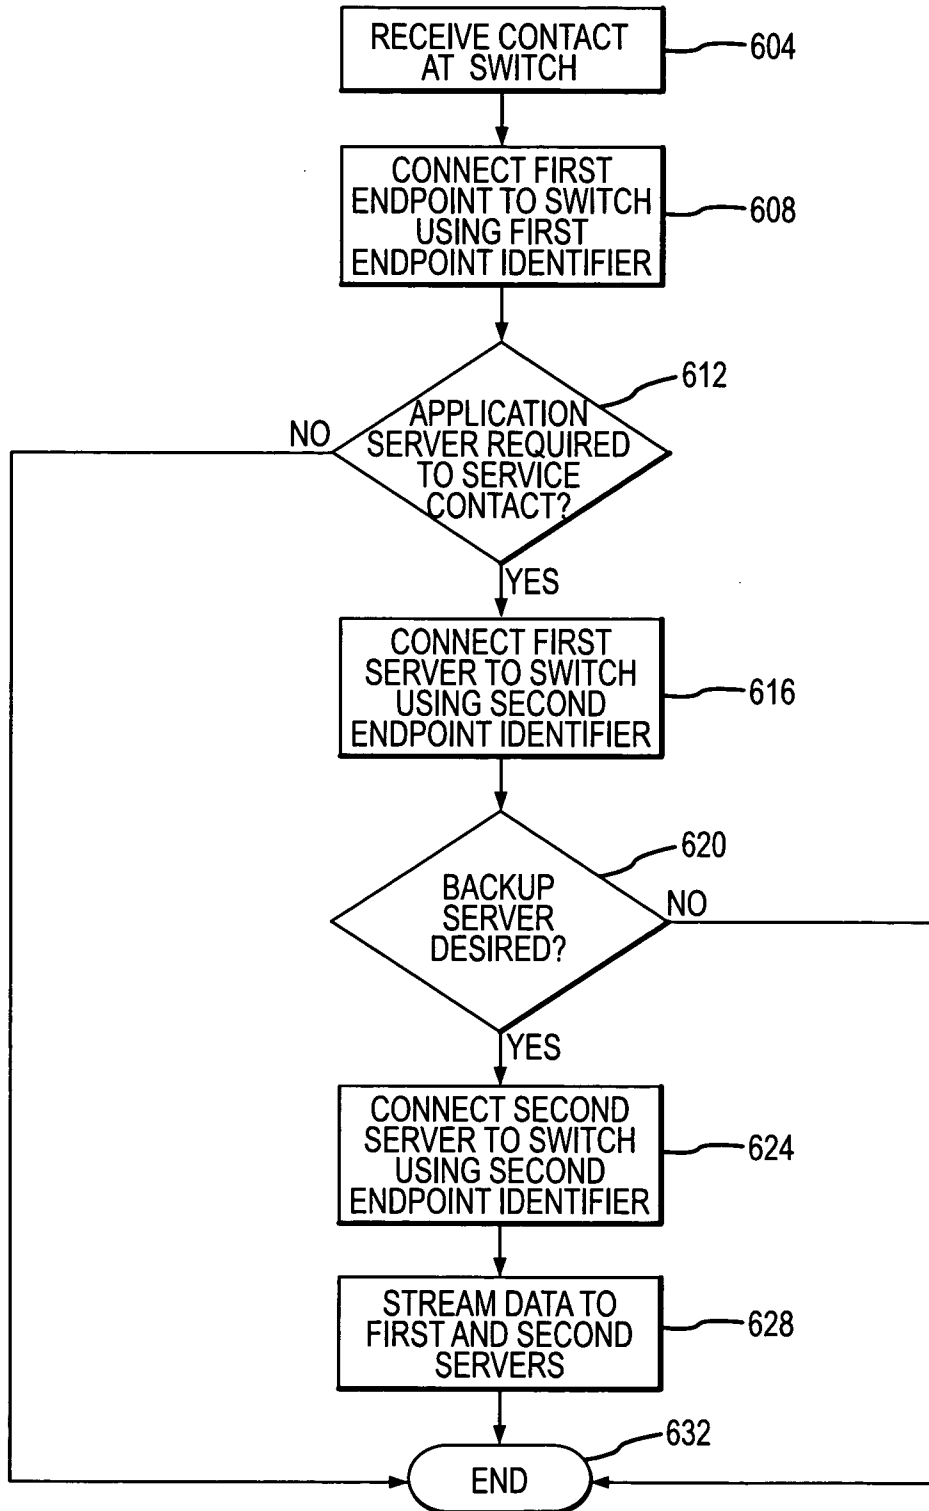 RECEIVE CONTACT
AT SWITCH
604
CONNECT FIRST
ENDPOINT TO SWITCH
USING FIRST
ENDPOINT IDENTIFIER
608
612
APPLICATION
SERVER REQUIRED
TO SERVICE
CONTACT?
NO
YES
CONNECT FIRST
SERVER TO SWITCH
USING SECOND
ENDPOINT IDENTIFIER
616
620
BACKUP
SERVER
DESIRED?
NO
YES
CONNECT SECOND
SERVER TO SWITCH
USING SECOND
ENDPOINT IDENTIFIER
624
STREAM DATA TO
FIRST AND SECOND
SERVERS
628
632
END